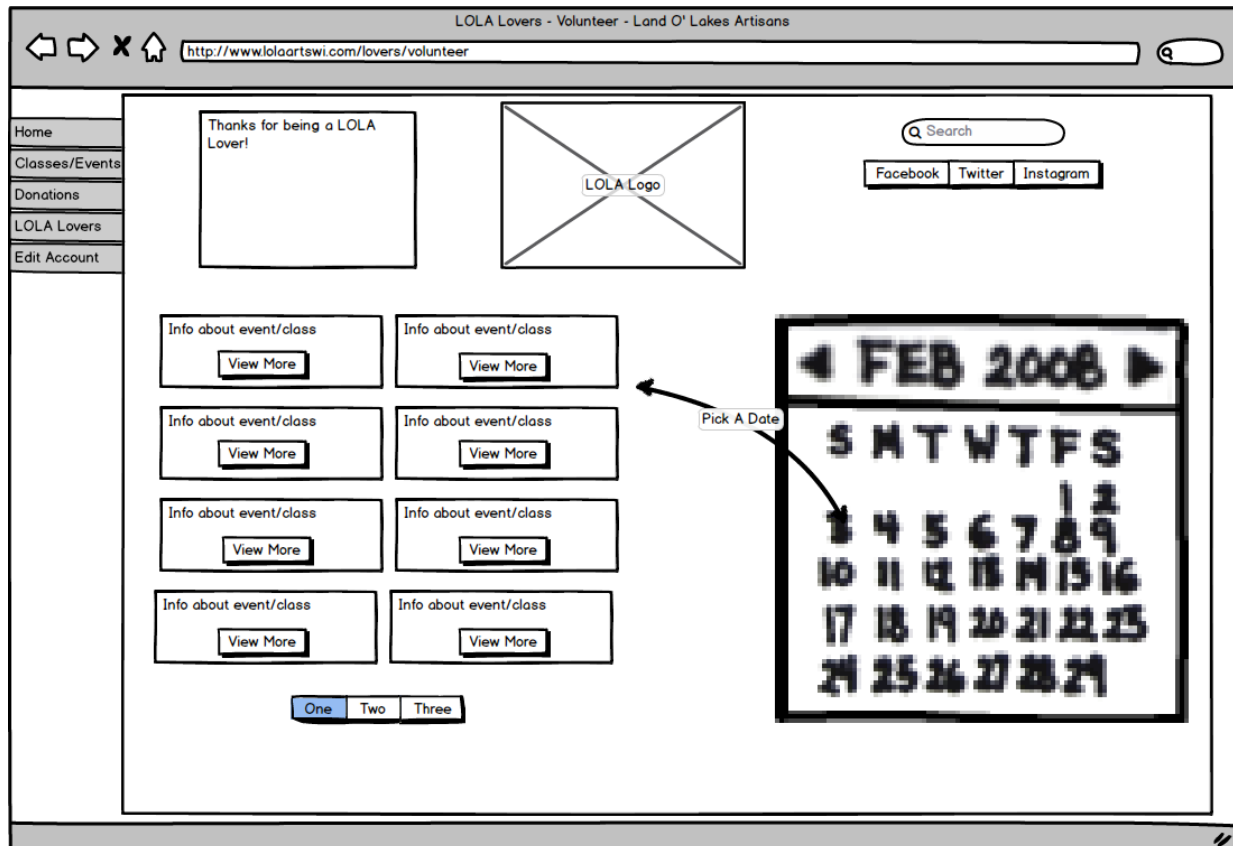 LOLA Lovers - Volunteer - Land O' Lakes Artisans
http://www.lolaartswi.com/lovers/volunteer
Home
Classes/Events
Donations
LOLA Lovers
Edit Account
Thanks for being a LOLA
Lover!
LOLA Logo
Search
Facebook Twitter Instagram
Info about event/class
View More
Info about event/class
View More
Info about event/class
View More
Info about event/class
View More
Info about event/class
View More
Info about event/class
View More
Info about event/class
View More
Info about event/class
View More
One Two Three
Pick A Date
FEB 2008
S M T W T F S
1 2
3 4 5 6 7 8 9
10 11 12 13 14 15 16
17 18 19 20 21 22 23
24 25 26 27 28 29